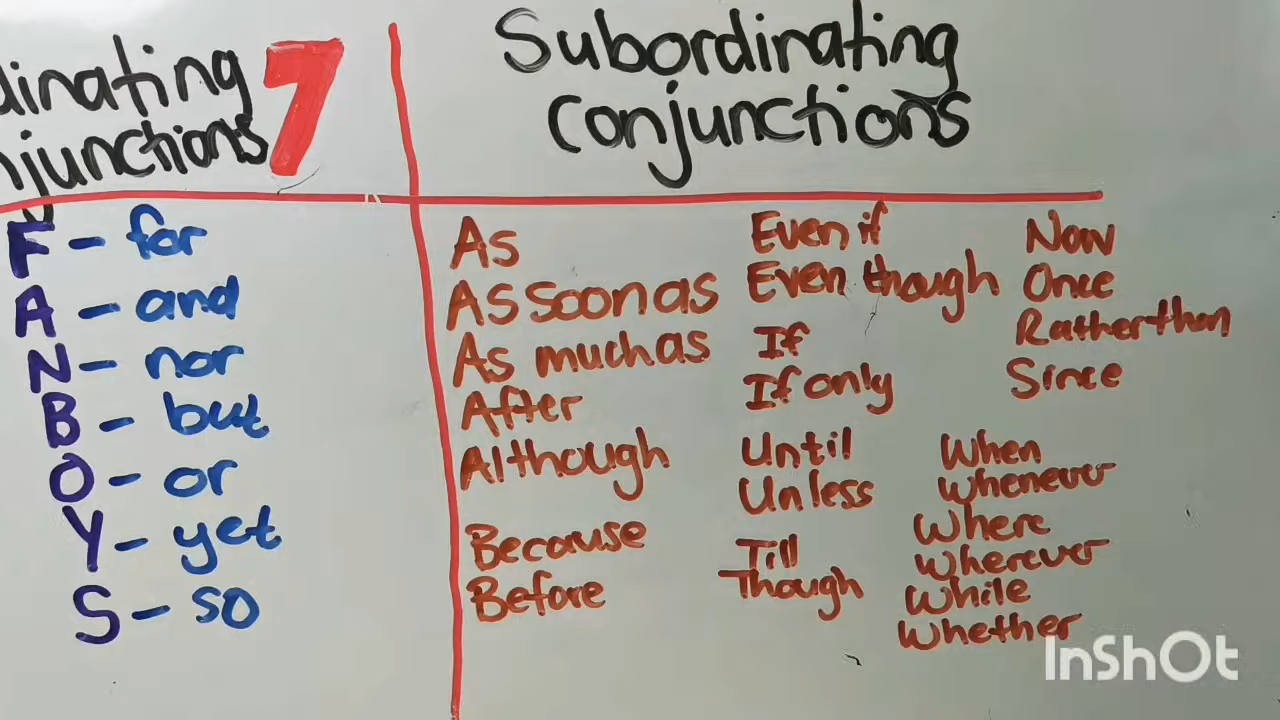 dinating 7
njunctions
F - for
A - and
N - nor
B - but
O - or
Y - yet
S - so
Subordinating
Conjunctions
As
As soon as
As much as
After
Although
Because
Before
Even if
Even though
If
If only
Until
Unless
Till
Though
Now
Once
Rather than
Since
When
Whenever
Where
Wherever
While
Whether
InShOt